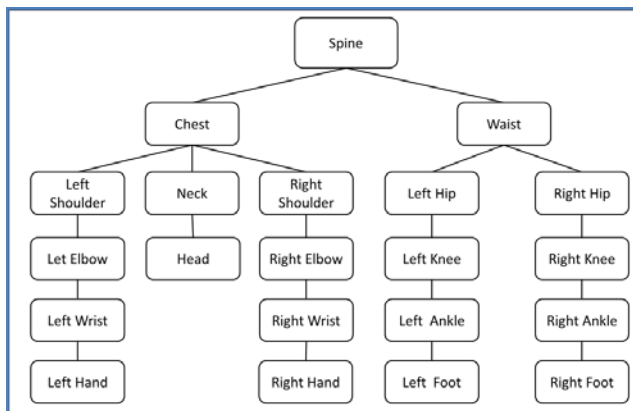 Spine
Chest
Waist
Left
Shoulder
Neck
Right
Shoulder
Left Hip
Right Hip
Let Elbow
Head
Right Elbow
Left Knee
Right Knee
Left Wrist
Right Wrist
Left Ankle
Right Ankle
Left Hand
Right Hand
Left Foot
Right Foot